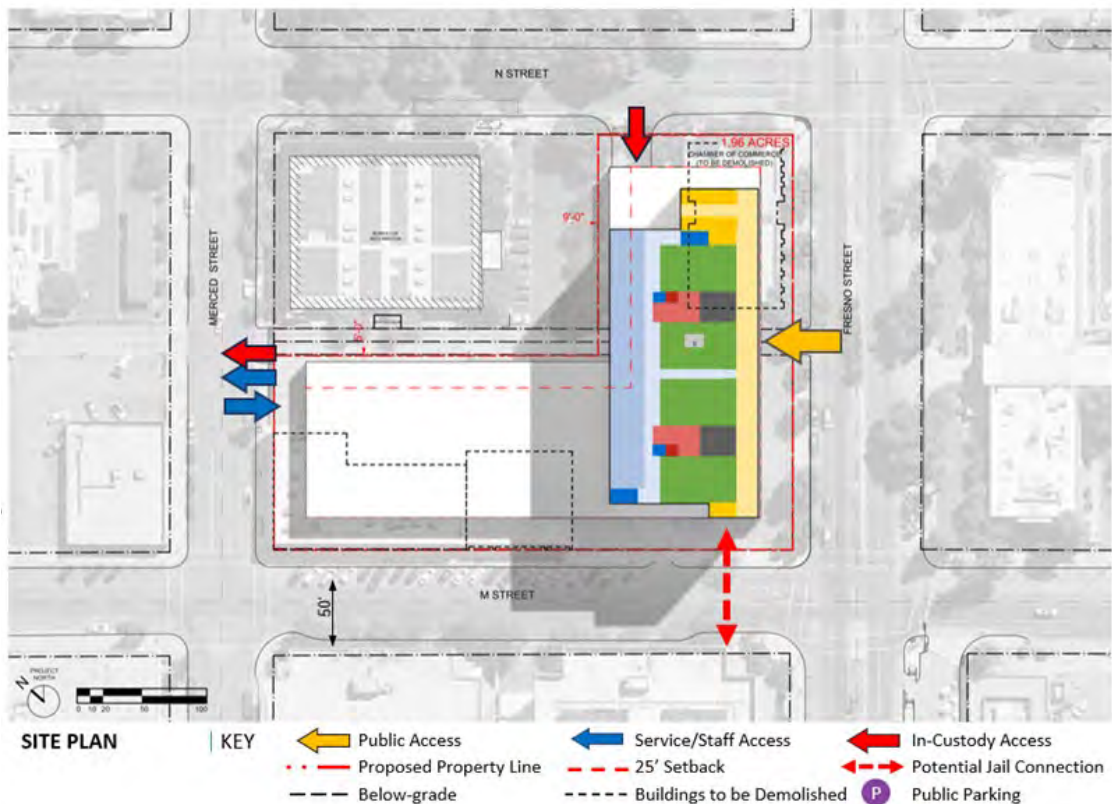 N STREET
1.96 ACRES
CHAMBER OF COMMERCE
(TO BE DEMOLISHED)
9'-0"
MERCED STREET
FRESNO STREET
M STREET
50'
PROJECT
NORTH
N
0 10 20 50 100
SITE PLAN
KEY
Public Access
Service/Staff Access
In-Custody Access
Proposed Property Line
25' Setback
Potential Jail Connection
Below-grade
Buildings to be Demolished
P
Public Parking